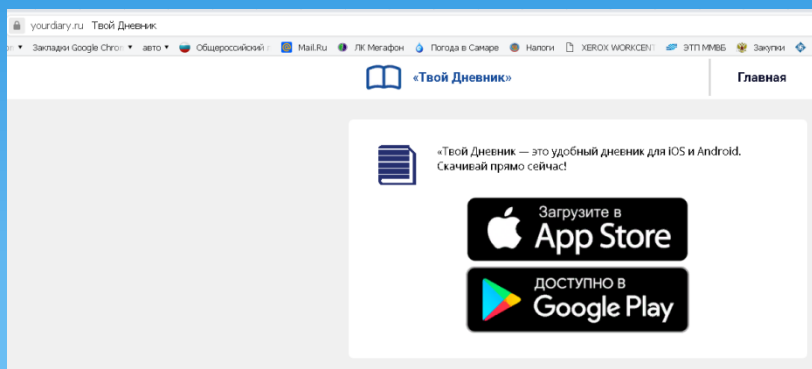 yourdiary.ru Твой Дневник
Закладки Google Chron авто Общероссийский Mail.Ru ЛК Мегафон Погода в Самаре Налоги XEROX WORKCENT ЭТП ММВБ Закупки
«Твой Дневник»
Главная
«Твой Дневник — это удобный дневник для iOS и Android.
Скачивай прямо сейчас!
Загрузите в
App Store
ДОСТУПНО В
Google Play